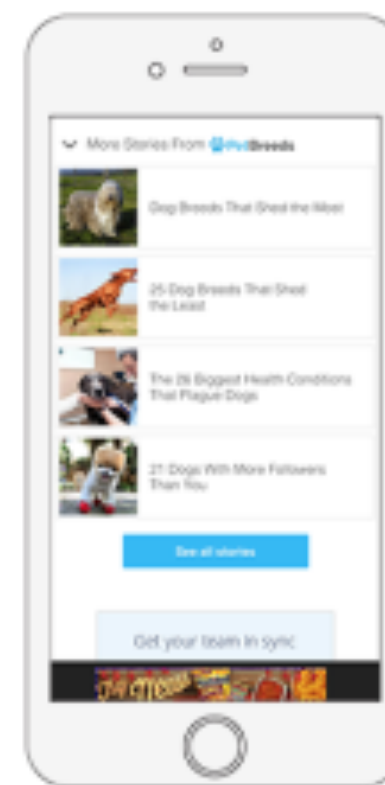 More Stories From PetBreeds
Dog Breeds That Shed the Most
25 Dog Breeds That Shed
the Least
The 26 Biggest Health Conditions
That Plague Dogs
21 Dogs With More Followers
Than You
See all stories
Get your team in sync